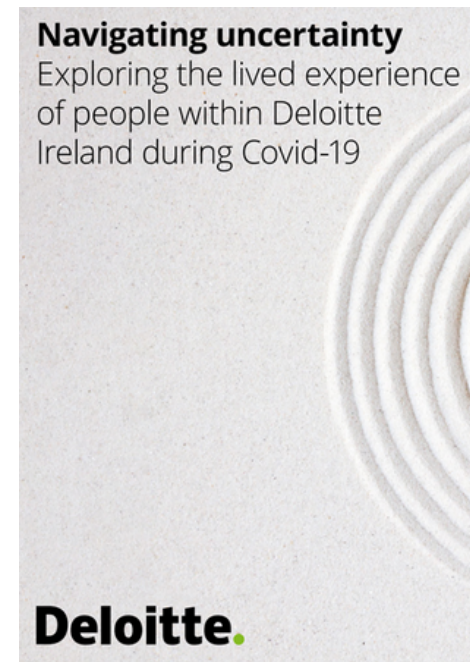 Navigating uncertainty
Exploring the lived experience
of people within Deloitte
Ireland during Covid-19
Deloitte.